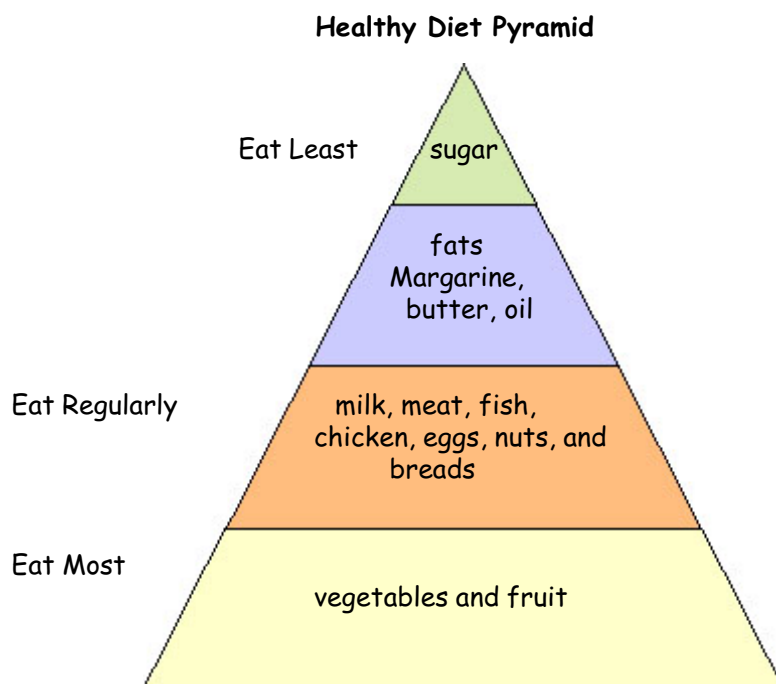 Healthy Diet Pyramid
Eat Least
sugar
fats
Margarine,
butter, oil
Eat Regularly
milk, meat, fish,
chicken, eggs, nuts, and
breads
Eat Most
vegetables and fruit